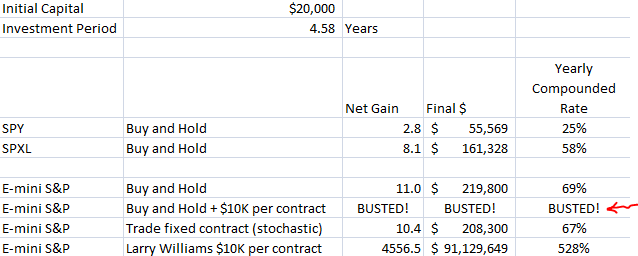 Initial Capital $20,000
Investment Period 4.58 Years
Yearly
Compounded
Net Gain Final $ Rate
SPY Buy and Hold 2.8 $ 55,569 25%
SPXL Buy and Hold 8.1 $ 161,328 58%
E-mini S&P Buy and Hold 11.0 $ 219,800 69%
E-mini S&P Buy and Hold + $10K per contract BUSTED! BUSTED! BUSTED!
E-mini S&P Trade fixed contract (stochastic) 10.4 $ 208,300 67%
E-mini S&P Larry Williams $10K per contract 4556.5 $ 91,129,649 528%